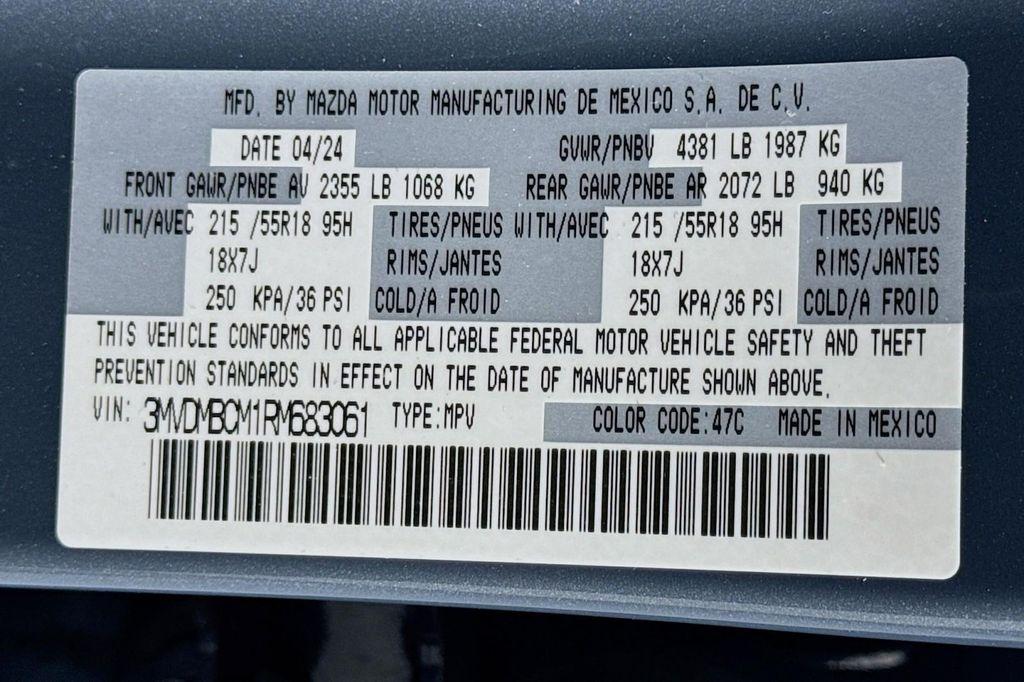 MFD. BY MAZDA MOTOR MANUFACTURING DE MEXICO S.A. DE C.V.
DATE 04/24 GVWR/PNBV 4381 LB 1987 KG
FRONT GAWR/PNBE AV 2355 LB 1068 KG REAR GAWR/PNBE AR 2072 LB 940 KG
WITH/AVEC 215 /55R18 95H TIRES/PNEUS WITH/AVEC 215 /55R18 95H TIRES/PNEUS
18X7J RIMS/JANTES 18X7J RIMS/JANTES
250 KPA/36 PSI COLD/A FROID 250 KPA/36 PSI COLD/A FROID
THIS VEHICLE CONFORMS TO ALL APPLICABLE FEDERAL MOTOR VEHICLE SAFETY AND THEFT
PREVENTION STANDARDS IN EFFECT ON THE DATE OF MANUFACTURE SHOWN ABOVE.
VIN: 3MVDMBCM1RM683061 TYPE:MPV COLOR CODE:47C MADE IN MEXICO